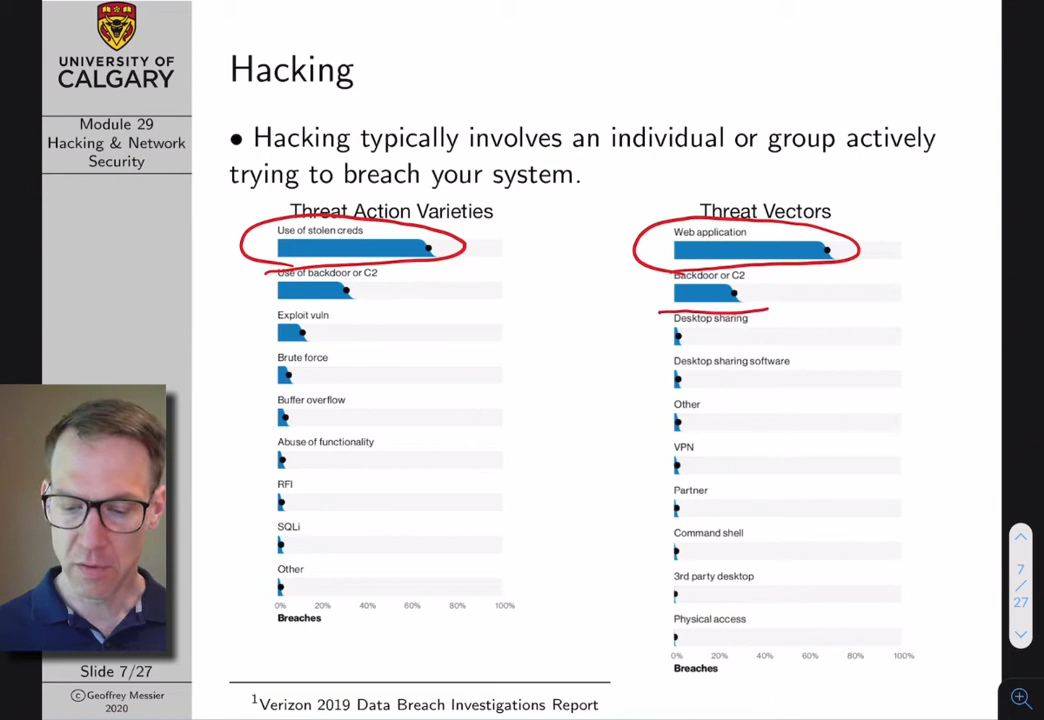 UNIVERSITY OF
CALGARY
Module 29
Hacking & Network
Security
Hacking
• Hacking typically involves an individual or group actively
trying to breach your system.
Threat Action Varieties
Use of stolen creds
Use of backdoor or C2
Exploit vuln
Brute force
Buffer overflow
Abuse of functionality
RFI
SQLi
Other
0% 20% 40% 60% 80% 100%
Breaches
Threat Vectors
Web application
Backdoor or C2
Desktop sharing
Desktop sharing software
Other
VPN
Partner
Command shell
3rd party desktop
Physical access
0% 20% 40% 60% 80% 100%
Breaches
7
/
27
Slide 7/27
©Geoffrey Messier
2020
1Verizon 2019 Data Breach Investigations Report